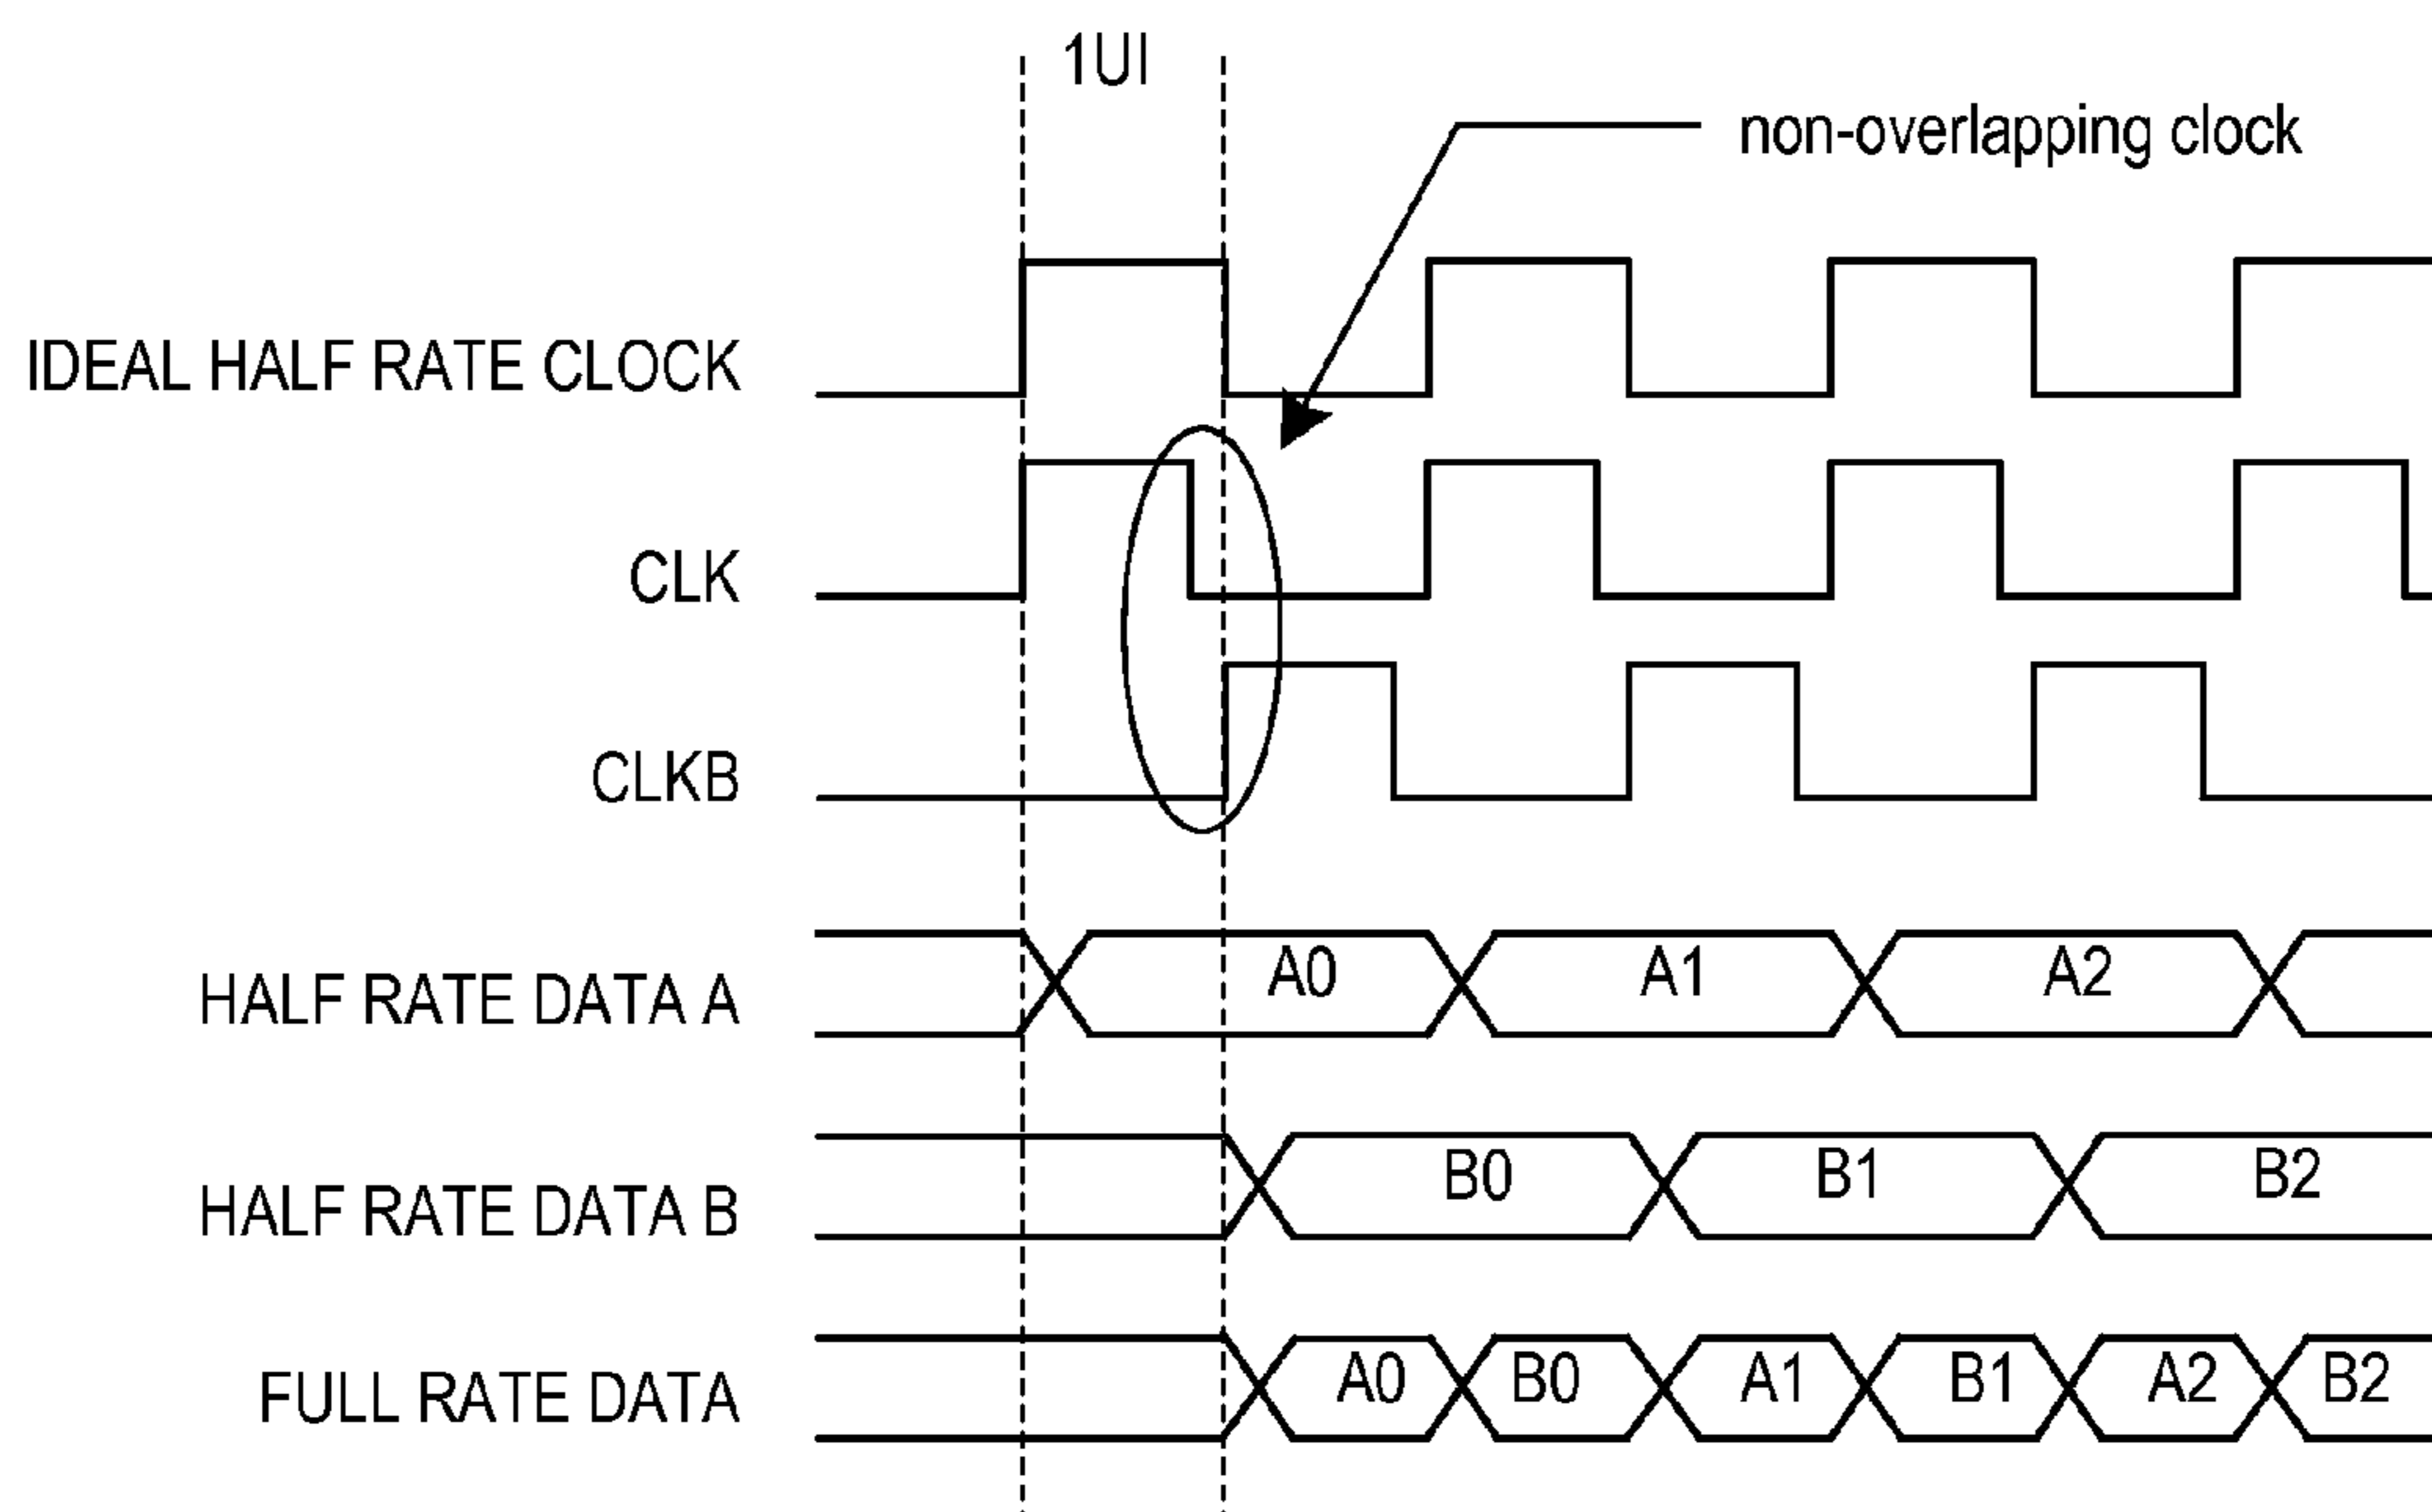 1UI
non-overlapping clock
IDEAL HALF RATE CLOCK
CLK
CLKB
HALF RATE DATA A
A0 A1 A2
HALF RATE DATA B
B0 B1 B2
FULL RATE DATA
A0 B0 A1 B1 A2 B2